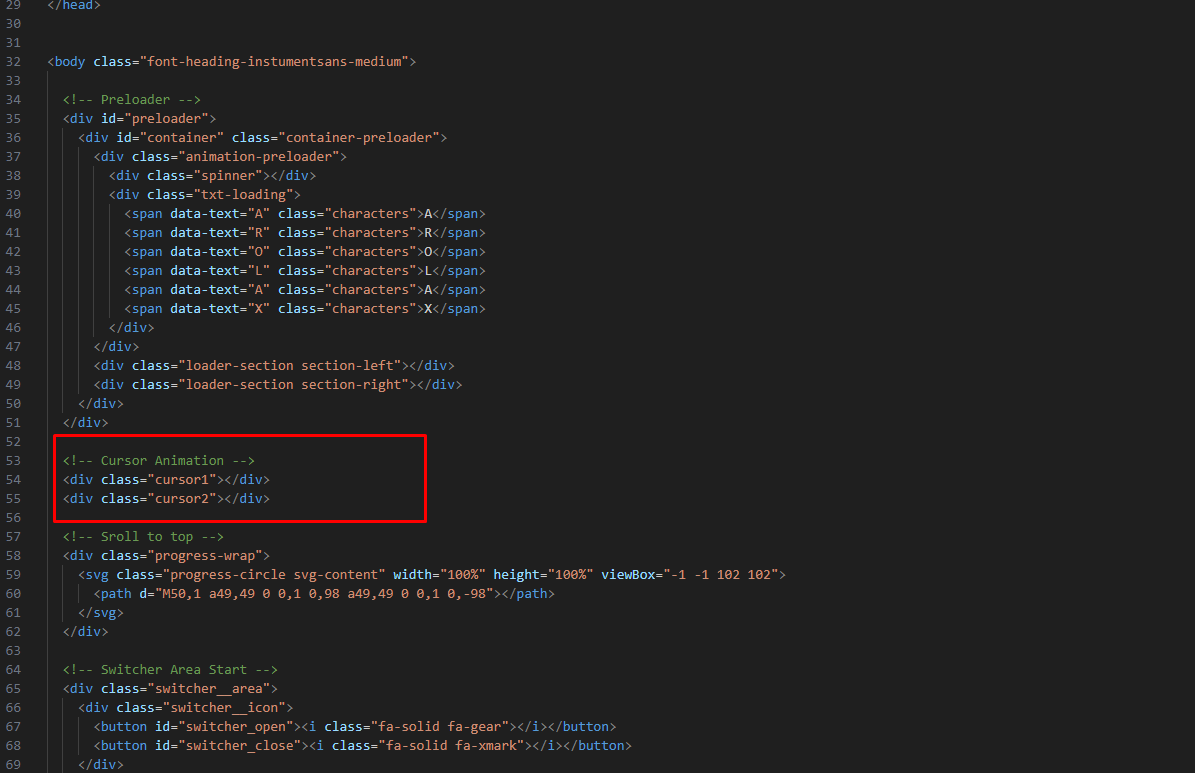 29 </head>
30
31
32 <body class="font-heading-instumentsans-medium">
33
34 <!-- Preloader -->
35 <div id="preloader">
36 <div id="container" class="container-preloader">
37 <div class="animation-preloader">
38 <div class="spinner"></div>
39 <div class="txt-loading">
40 <span data-text="A" class="characters">A</span>
41 <span data-text="R" class="characters">R</span>
42 <span data-text="O" class="characters">O</span>
43 <span data-text="L" class="characters">L</span>
44 <span data-text="A" class="characters">A</span>
45 <span data-text="X" class="characters">X</span>
46 </div>
47 </div>
48 <div class="loader-section section-left"></div>
49 <div class="loader-section section-right"></div>
50 </div>
51 </div>
52
53 <!-- Cursor Animation -->
54 <div class="cursor1"></div>
55 <div class="cursor2"></div>
56
57 <!-- Sroll to top -->
58 <div class="progress-wrap">
59 <svg class="progress-circle svg-content" width="100%" height="100%" viewBox="-1 -1 102 102">
60 <path d="M50,1 a49,49 0 0,1 0,98 a49,49 0 0,1 0,-98"></path>
61 </svg>
62 </div>
63
64 <!-- Switcher Area Start -->
65 <div class="switcher__area">
66 <div class="switcher__icon">
67 <button id="switcher_open"><i class="fa-solid fa-gear"></i></button>
68 <button id="switcher_close"><i class="fa-solid fa-xmark"></i></button>
69 </div>